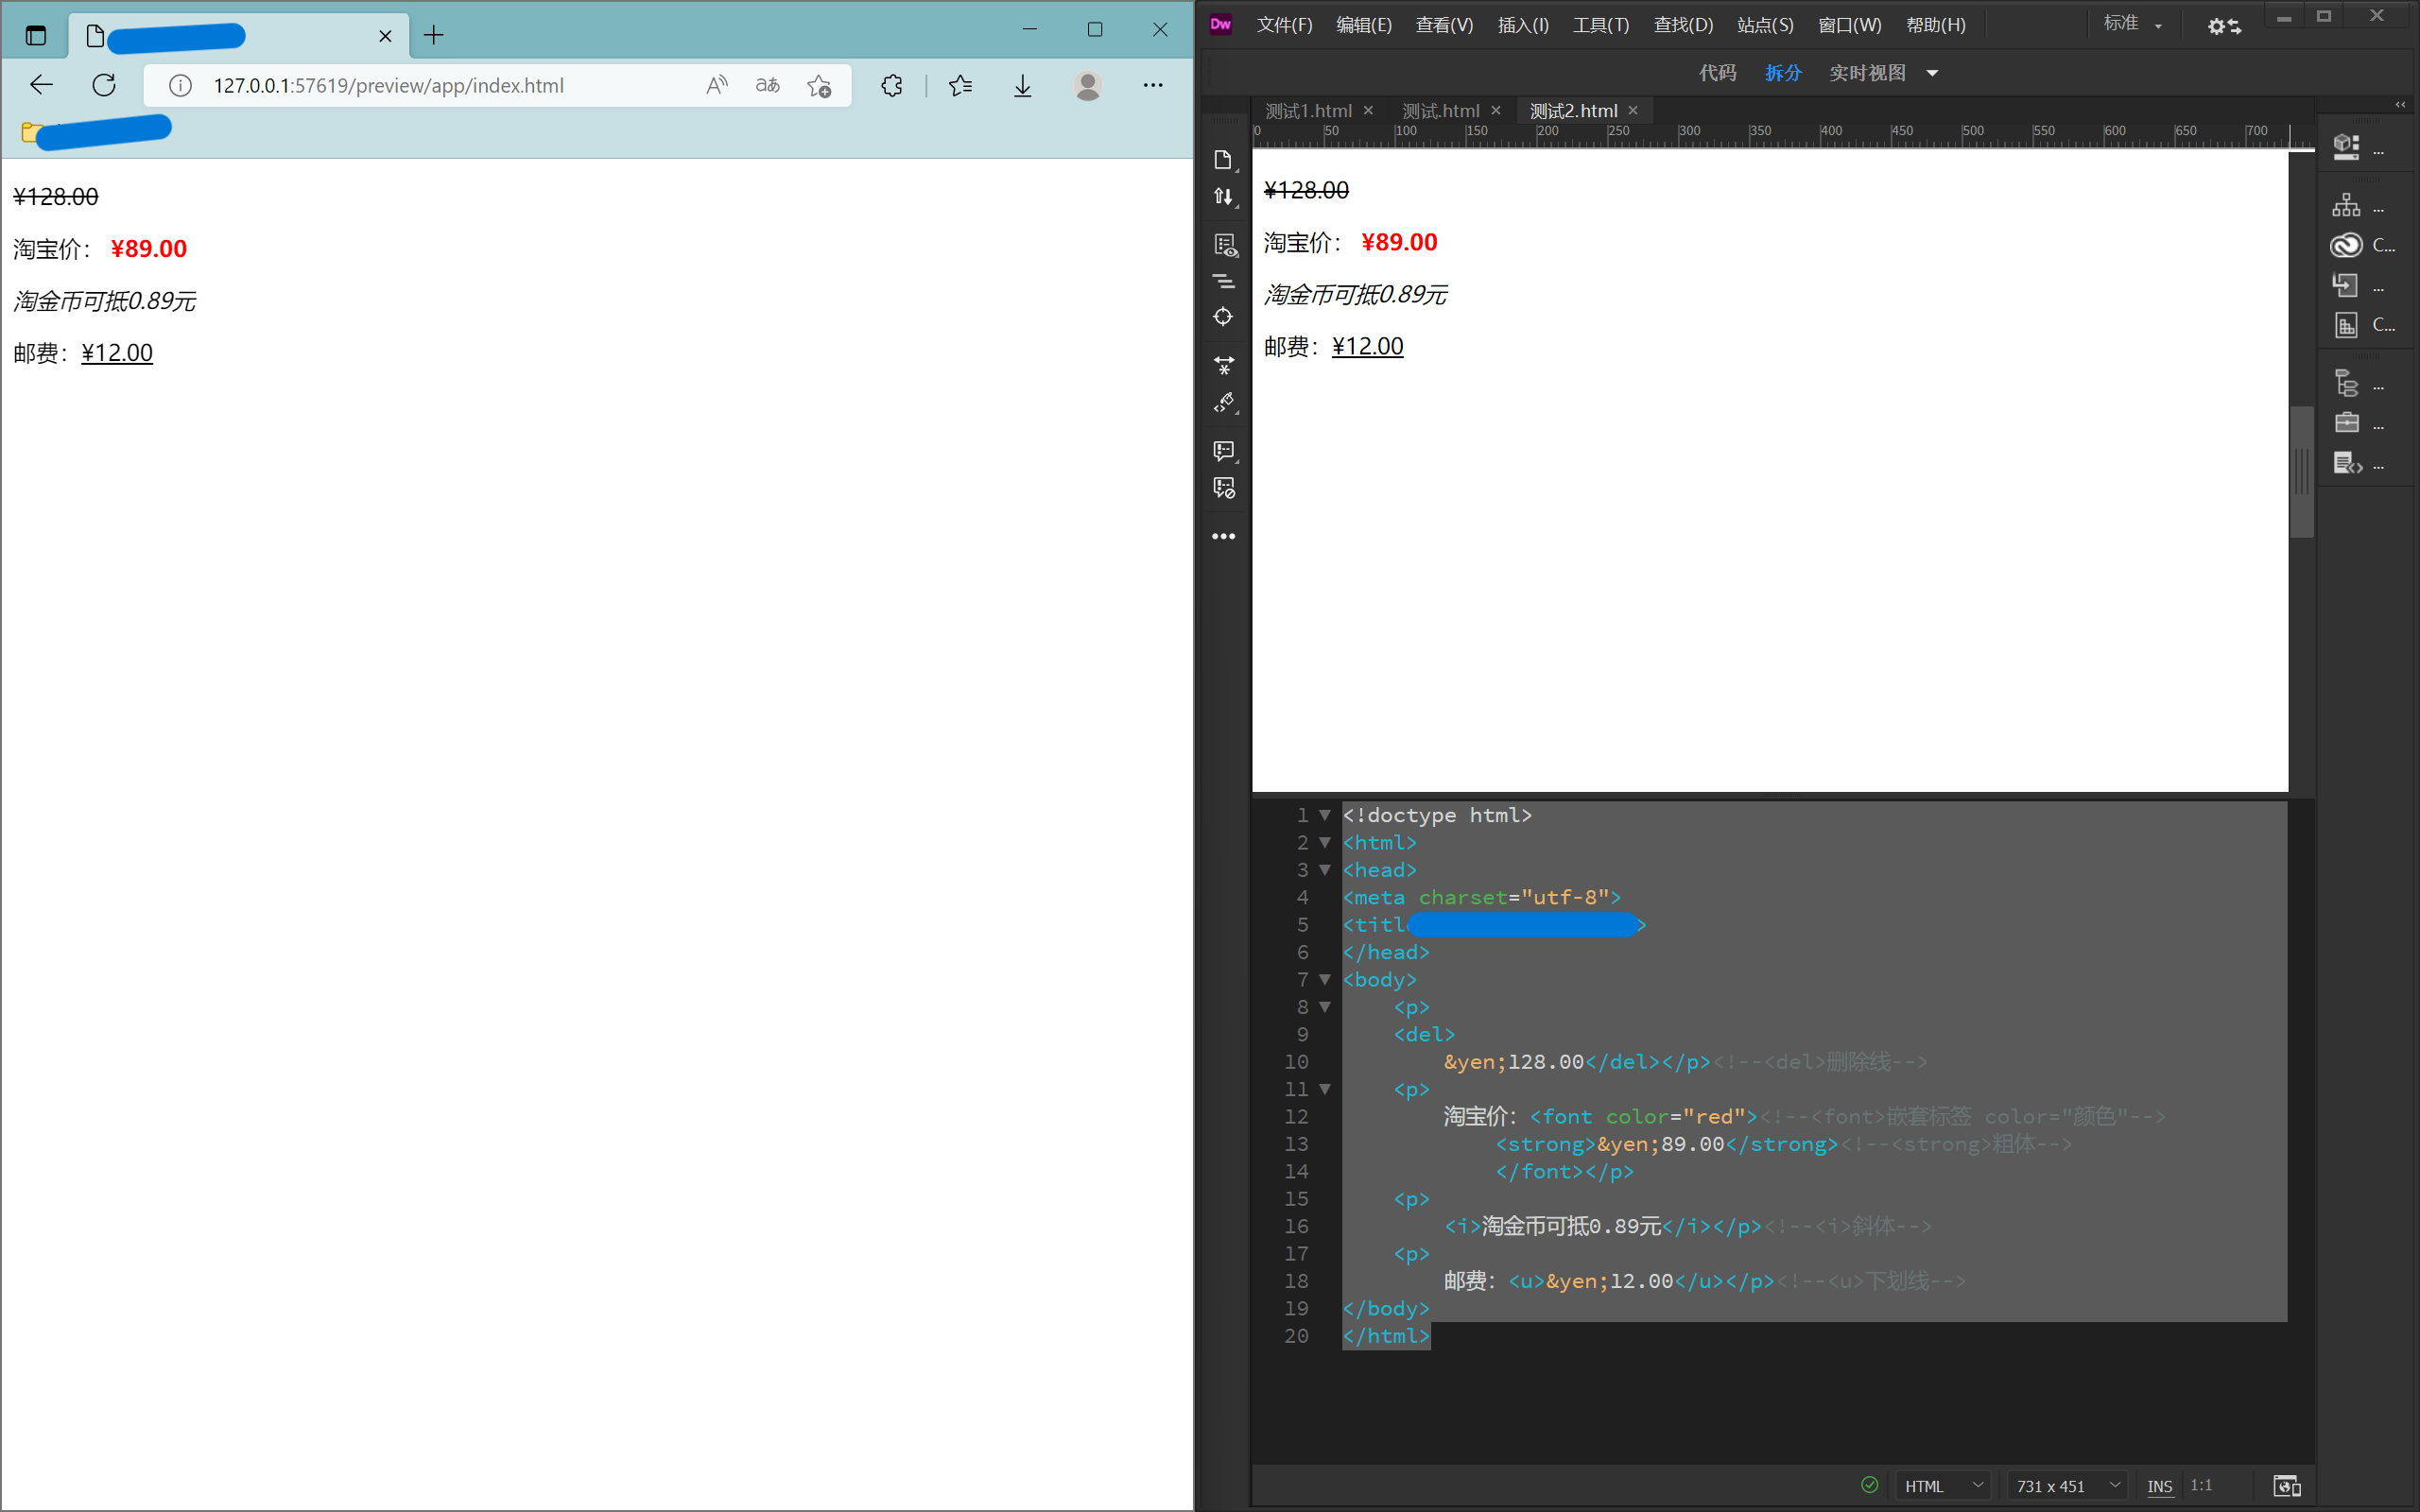 127.0.0.1:57619/preview/app/index.html
¥128.00
淘宝价： ¥89.00
淘金币可抵0.89元
邮费：¥12.00
Dw 文件(F) 编辑(E) 查看(V) 插入(I) 工具(T) 查找(D) 站点(S) 窗口(W) 帮助(H) 标准
代码 拆分 实时视图
测试1.html 测试.html 测试2.html
0 50 100 150 200 250 300 350 400 450 500 550 600 650 700
¥128.00
淘宝价： ¥89.00
淘金币可抵0.89元
邮费：¥12.00
...
...
C...
...
C...
...
...
...
1 <!doctype html>
2 <html>
3 <head>
4 <meta charset="utf-8">
5 <titl >
6 </head>
7 <body>
8 <p>
9 <del>
10 &yen;128.00</del></p><!--<del>删除线-->
11 <p>
12 淘宝价：<font color="red"><!--<font>嵌套标签 color="颜色"-->
13 <strong>&yen;89.00</strong><!--<strong>粗体-->
14 </font></p>
15 <p>
16 <i>淘金币可抵0.89元</i></p><!--<i>斜体-->
17 <p>
18 邮费：<u>&yen;12.00</u></p><!--<u>下划线-->
19 </body>
20 </html>
HTML 731 x 451 INS 1:1